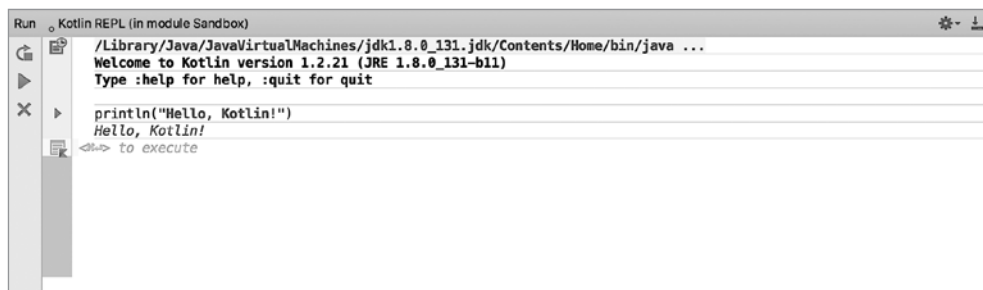 Run Kotlin REPL (in module Sandbox)
/Library/Java/JavaVirtualMachines/jdk1.8.0_131.jdk/Contents/Home/bin/java ...
Welcome to Kotlin version 1.2.21 (JRE 1.8.0_131-b11)
Type :help for help, :quit for quit
println("Hello, Kotlin!")
Hello, Kotlin!
<⌘↩> to execute